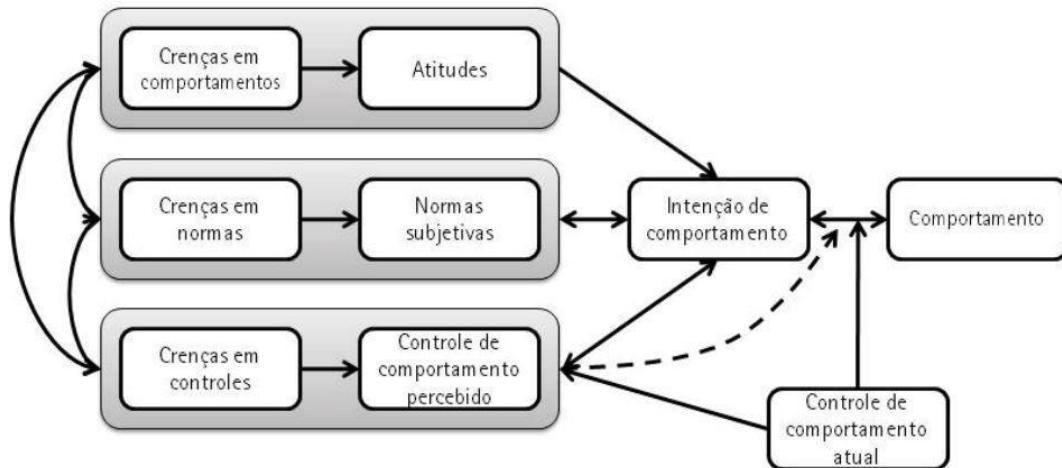 Crenças em
comportamentos
Atitudes
Crenças em
normas
Normas
subjetivas
Intenção de
comportamento
Comportamento
Crenças em
controles
Controle de
comportamento
percebido
Controle de
comportamento
atual